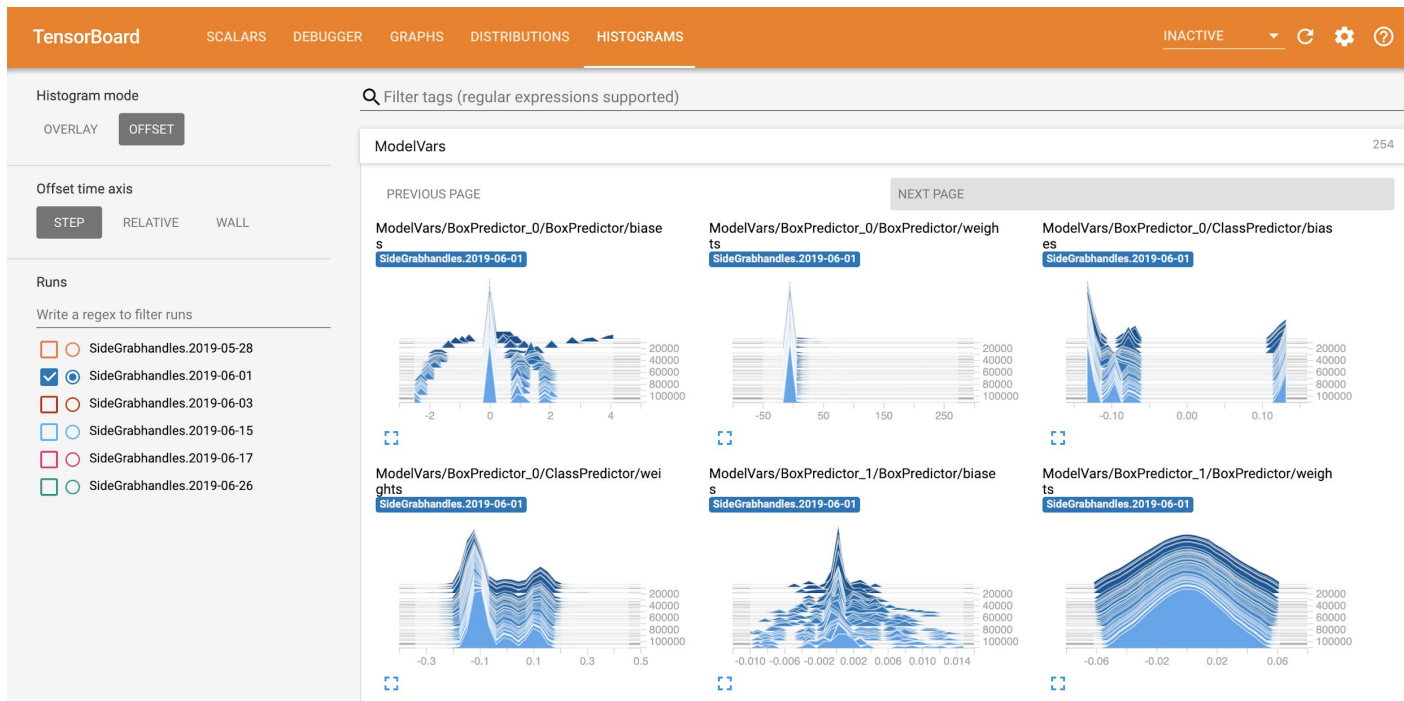 TensorBoard SCALARS DEBUGGER GRAPHS DISTRIBUTIONS HISTOGRAMS INACTIVE
Histogram mode
OVERLAY OFFSET
Offset time axis
STEP RELATIVE WALL
Runs
Write a regex to filter runs
SideGrabhandles.2019-05-28
SideGrabhandles.2019-06-01
SideGrabhandles.2019-06-03
SideGrabhandles.2019-06-15
SideGrabhandles.2019-06-17
SideGrabhandles.2019-06-26
Filter tags (regular expressions supported)
ModelVars 254
PREVIOUS PAGE NEXT PAGE
ModelVars/BoxPredictor_0/BoxPredictor/biase
s
SideGrabhandles.2019-06-01
20000
40000
60000
80000
100000
-2 0 2 4
ModelVars/BoxPredictor_0/BoxPredictor/weigh
ts
SideGrabhandles.2019-06-01
20000
40000
60000
80000
100000
-50 50 150 250
ModelVars/BoxPredictor_0/ClassPredictor/bias
es
SideGrabhandles.2019-06-01
20000
40000
60000
80000
100000
-0.10 0.00 0.10
ModelVars/BoxPredictor_0/ClassPredictor/wei
ghts
SideGrabhandles.2019-06-01
20000
40000
60000
80000
100000
-0.3 -0.1 0.1 0.3 0.5
ModelVars/BoxPredictor_1/BoxPredictor/biase
s
SideGrabhandles.2019-06-01
20000
40000
60000
80000
100000
-0.010 -0.006 -0.002 0.002 0.006 0.010 0.014
ModelVars/BoxPredictor_1/BoxPredictor/weigh
ts
SideGrabhandles.2019-06-01
20000
40000
60000
80000
100000
-0.06 -0.02 0.02 0.06